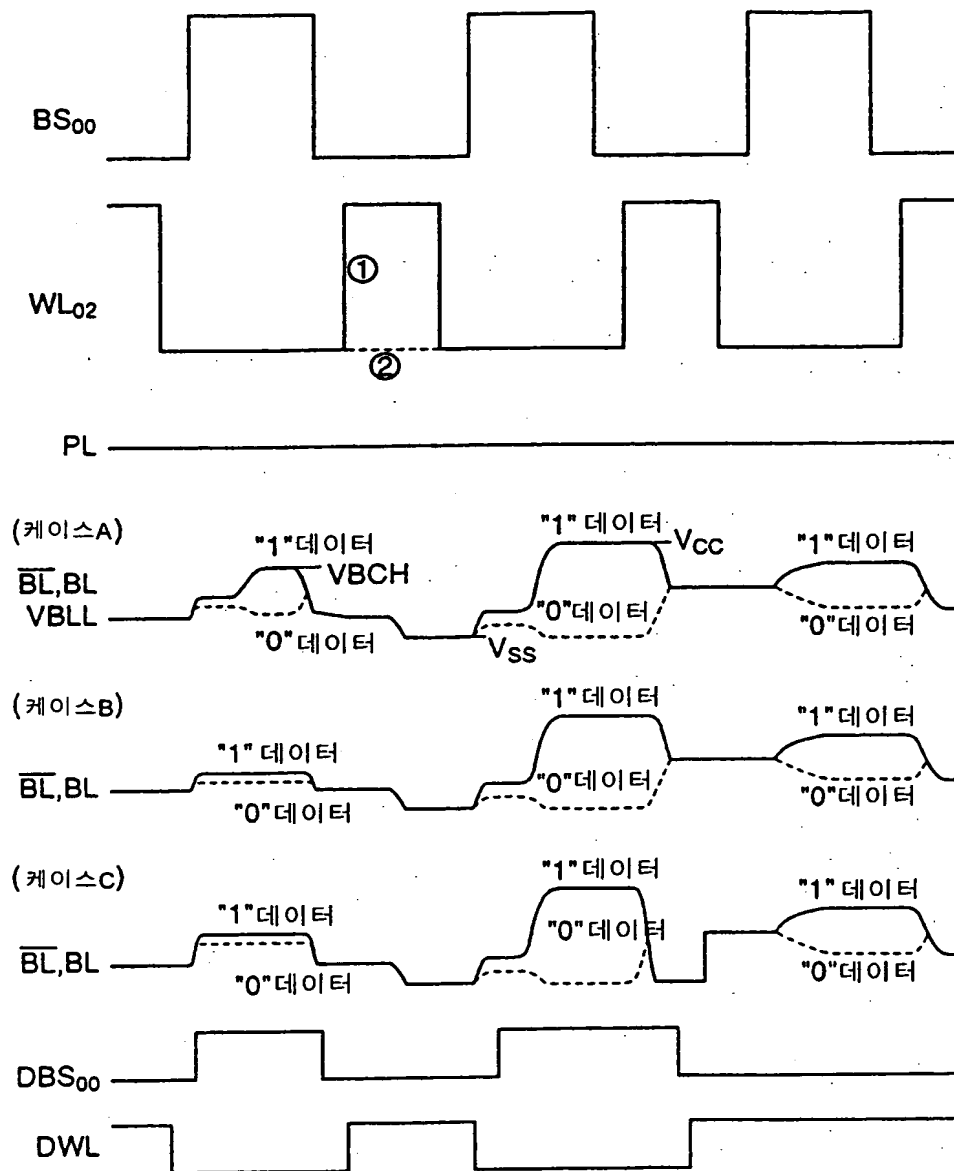 BS00
WL02
①
②
PL
(케이스A)
"1"데이터
VBCH
"1"데이터
VCC
"1"데이터
BL,BL
VBLL
"0"데이터
"0"데이터
VSS
"0"데이터
(케이스B)
"1"데이터
"1"데이터
"1"데이터
BL,BL
"0"데이터
"0"데이터
"0"데이터
(케이스C)
"1"데이터
"1"데이터
"1"데이터
"0"데이터
BL,BL
"0"데이터
"0"데이터
DBS00
DWL